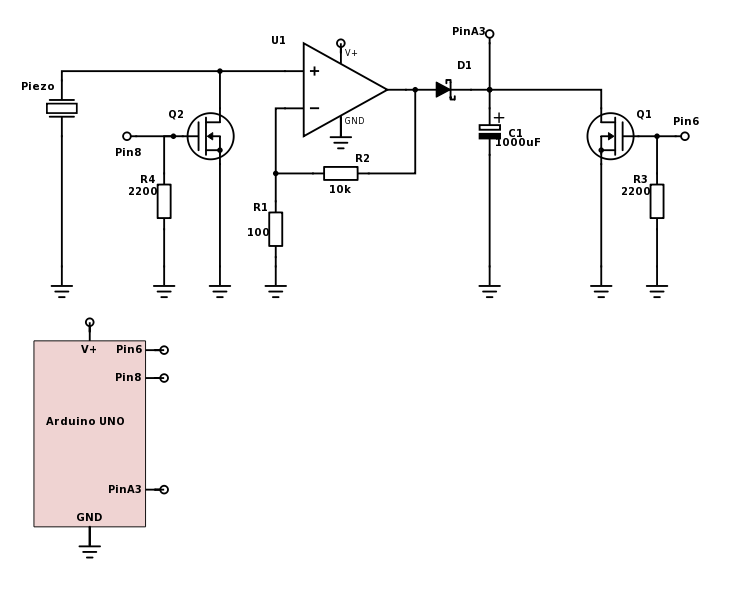 PinA3
U1
V+
D1
Piezo
Q2
Q1
Pin6
GND
C1
1000uF
Pin8
R2
R4
2200
R3
2200
10k
R1
100
V+
Pin6
Pin8
Arduino UNO
PinA3
GND